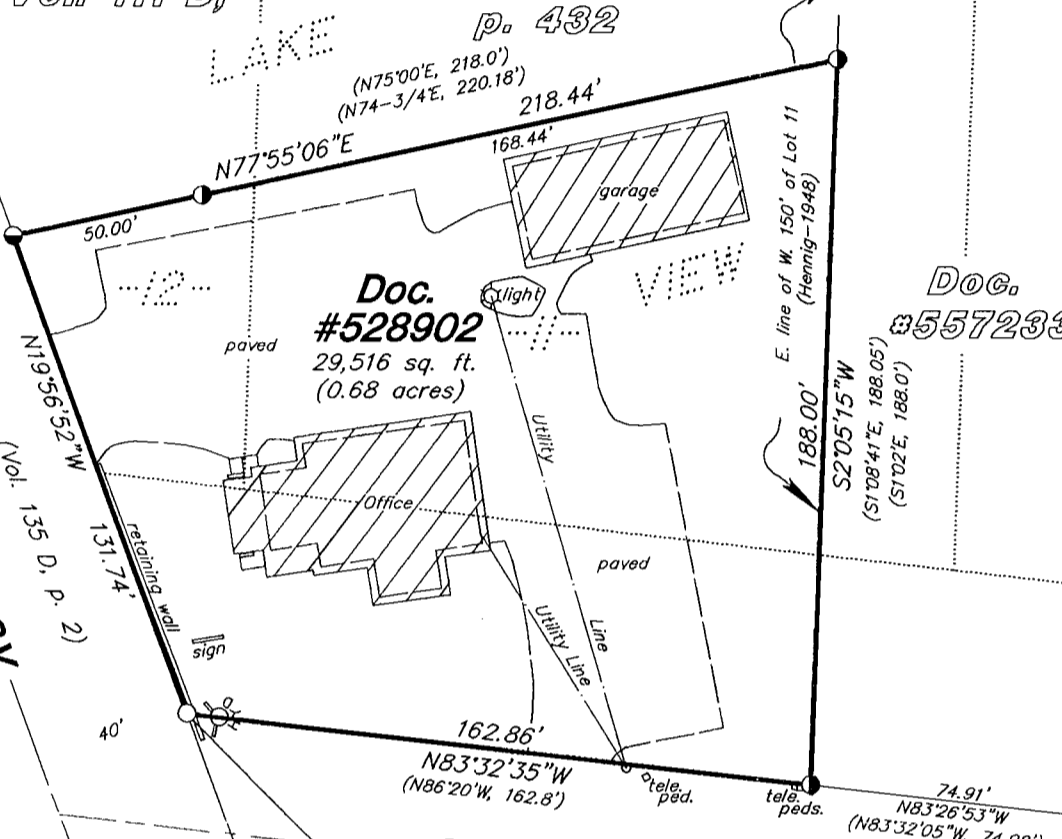 p. 432
LAKE
(N75°00'E, 218.0')
(N74-3/4°E, 220.18')
218.44'
168.44'
N77°55'06"E
50.00'
garage
E. line of W. 150' of Lot 11
(Hennig-1948)
-12-
VIEW
Doc.
#528902
29,516 sq. ft.
(0.68 acres)
light
-11-
Doc.
#557233
paved
N19°56'52"W
131.74'
(Vol. 135 D, p. 2)
retaining wall
sign
Office
Utility
Line
Utility Line
paved
188.00'
S2°05'15"W
(S1°08'41"E, 188.05')
(S1°02'E, 188.0')
40'
162.86'
N83°32'35"W
(N86°20'W, 162.8')
tele.
ped.
tele.
peds.
74.91'
N83°26'53"W
(N83°32'05"W,